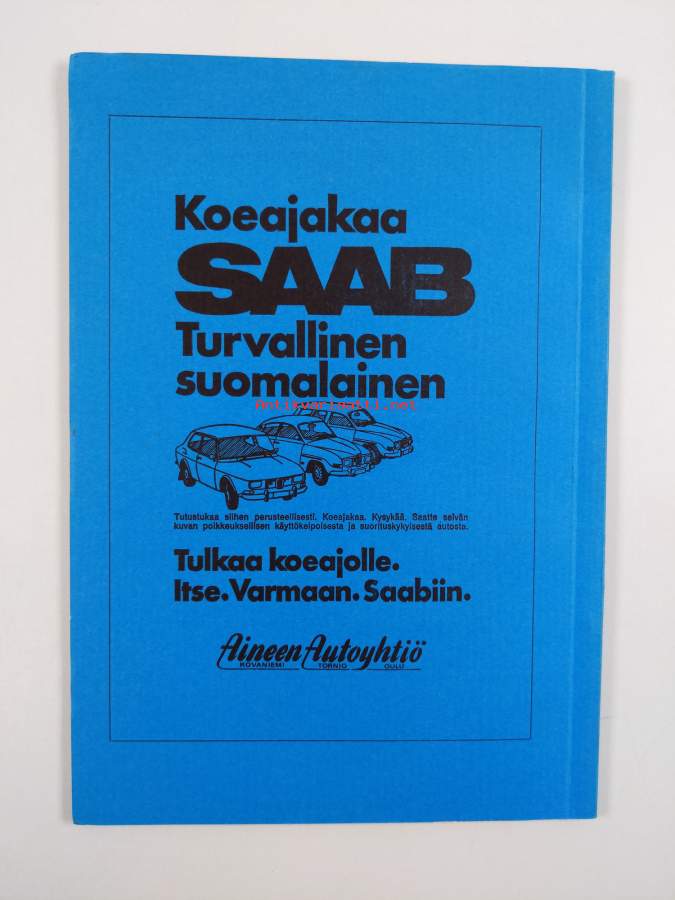 Koeajakaa
SAAB
Turvallinen
suomalainen
Antikvariaatti.net
Tutustukaa siihen perusteellisesti. Koeajakaa. Kysykää. Saatte selvän
kuvan poikkeuksellisen käyttökelpoisesta ja suorituskykyisestä autosta.
Tulkaa koeajolle.
Itse. Varmaan. Saabiin.
Aineen Autoyhtiö
ROVANIEMI TORNIO OULU